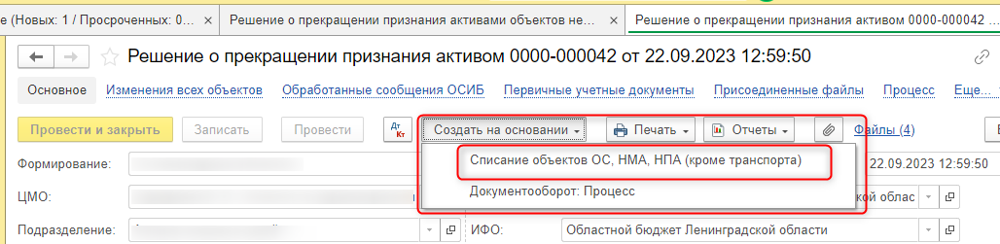 е (Новых: 1 / Просроченных: 0... × Решение о прекращении признания активами объектов не... × Решение о прекращении признания активом 0000-000042 ...
Решение о прекращении признания активом 0000-000042 от 22.09.2023 12:59:50
Основное Изменения всех объектов Обработанные сообщения ОСИБ Первичные учетные документы Присоединенные файлы Процесс Еще...
Провести и закрыть Записать Провести Дт Кт Создать на основании Печать Отчеты Файлы (4)
Списание объектов ОС, НМА, НПА (кроме транспорта)
Документооборот: Процесс
Формирование: 22.09.2023 12:59:50
ЦМО: кой облас
Подразделение: ИФО: Областной бюджет Ленинградской области